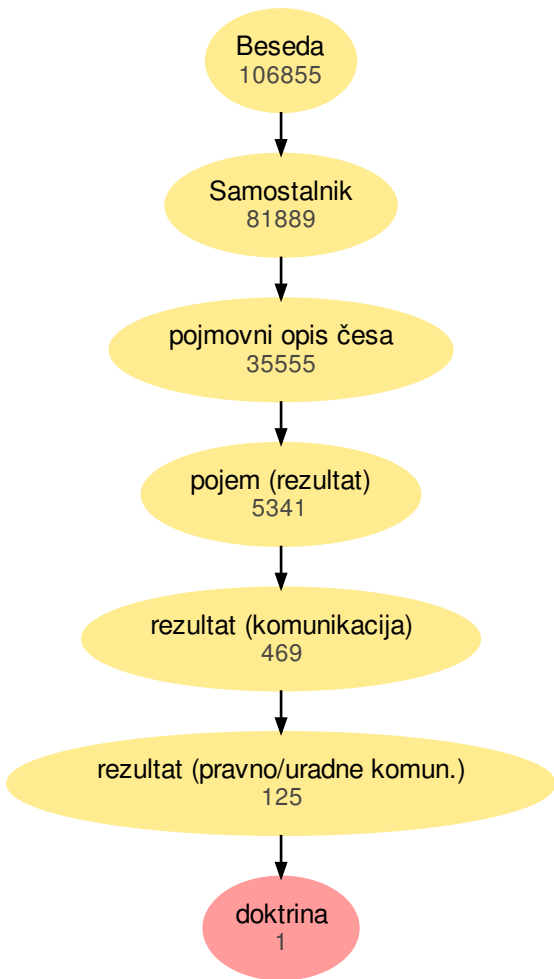 Beseda
106855
Samostalnik
81889
pojmovni opis česa
35555
pojem (rezultat)
5341
rezultat (komunikacija)
469
rezultat (pravno/uradne komun.)
125
doktrina
1